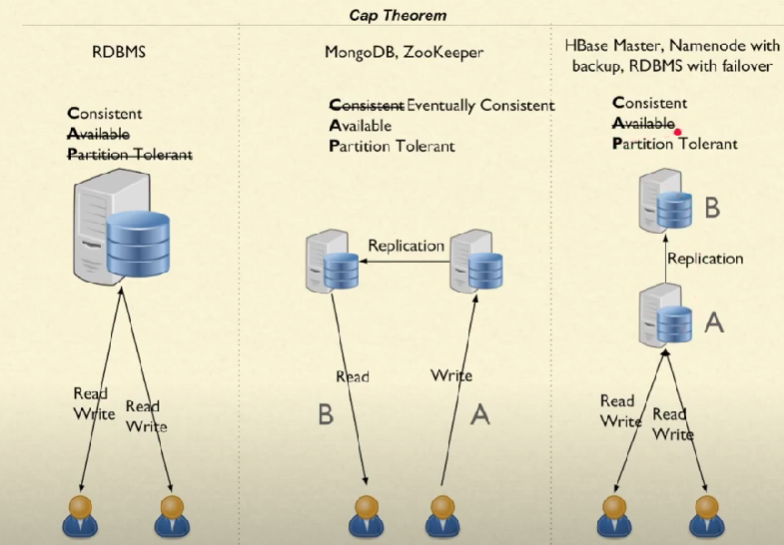 Cap Theorem
RDBMS
Consistent
Available
Partition Tolerant
Read
Write
Read
Write
MongoDB, ZooKeeper
Consistent Eventually Consistent
Available
Partition Tolerant
Replication
Read
Write
B
A
HBase Master, Namenode with
backup, RDBMS with failover
Consistent
Available
Partition Tolerant
B
Replication
A
Read
Write
Read
Write